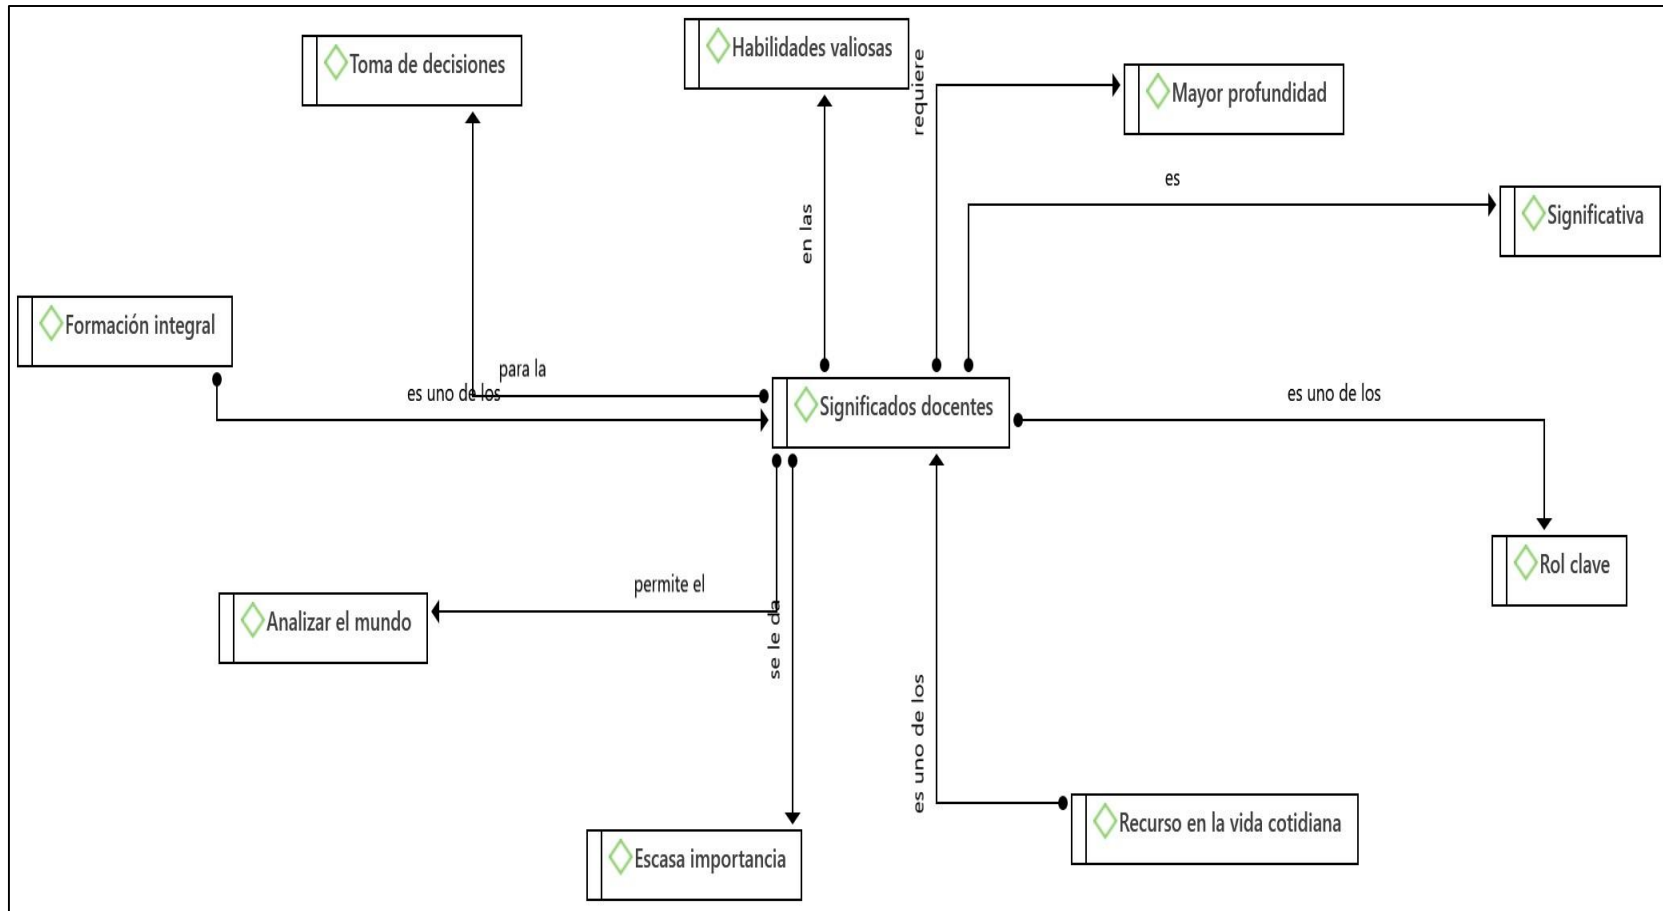 Habilidades valiosas
Toma de decisiones
requiere
Mayor profundidad
es
Significativa
en las
Formación integral
para la
es uno de los
Significados docentes
es uno de los
Rol clave
permite el
Analizar el mundo
se le da
es uno de los
Recurso en la vida cotidiana
Escasa importancia